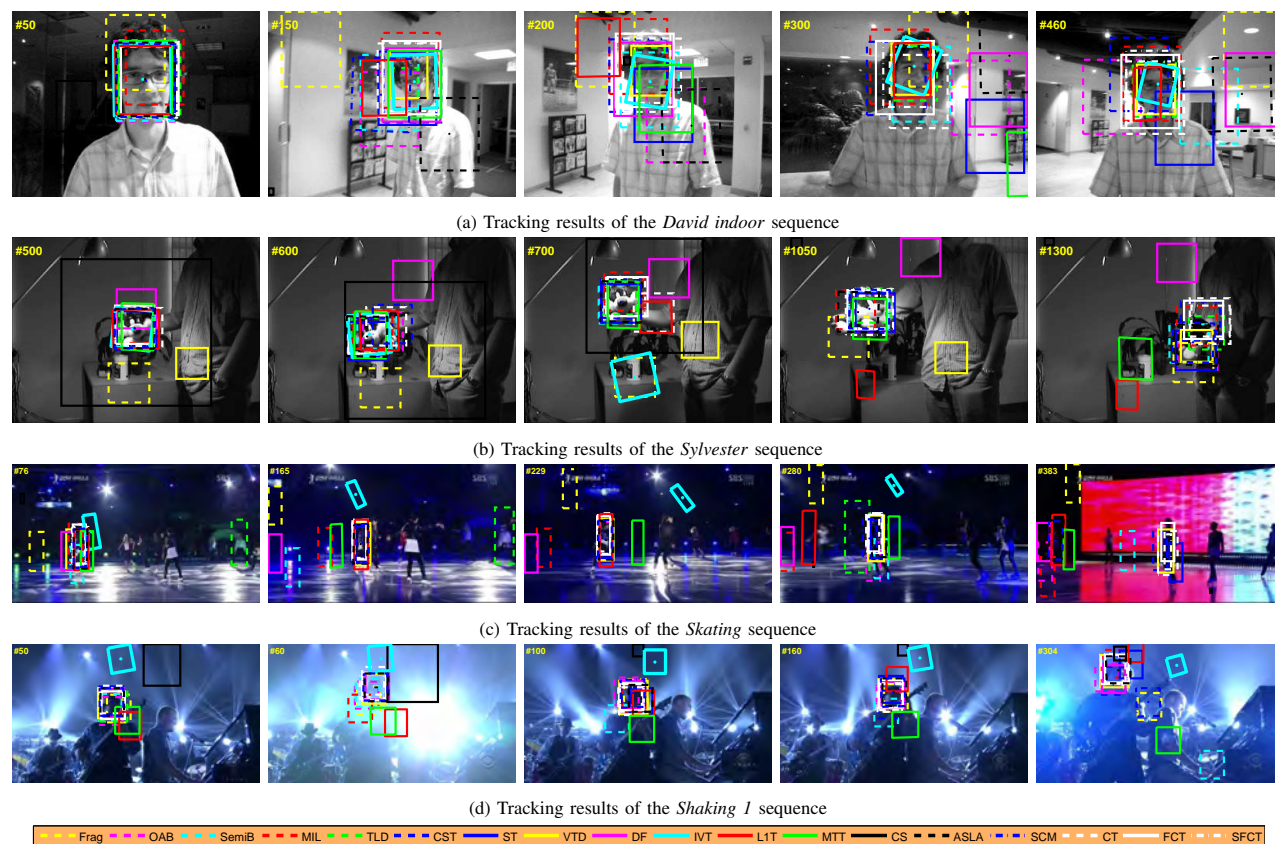 #50 #150 #200 #300 #460
(a) Tracking results of the David indoor sequence
#500 #600 #700 #1050 #1300
(b) Tracking results of the Sylvester sequence
#76 #165 #229 #280 #383
(c) Tracking results of the Skating sequence
#50 #60 #100 #160 #304
(d) Tracking results of the Shaking 1 sequence
Frag OAB SemiB MIL TLD CST ST VTD DF IVT L1T MTT CS ASLA SCM CT FCT SFCT